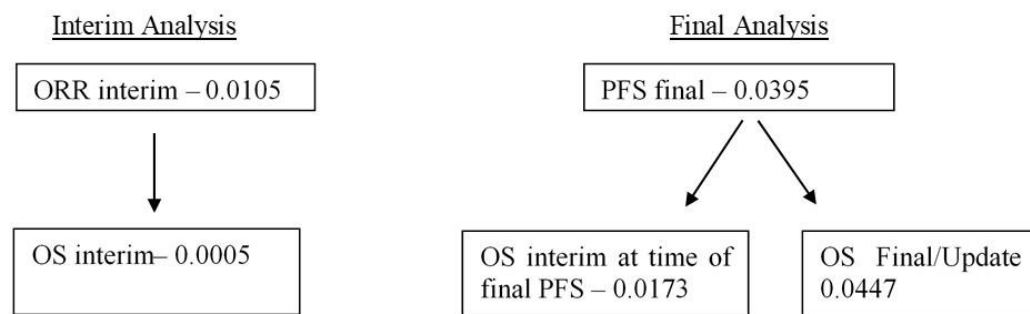 Interim Analysis
Final Analysis
ORR interim – 0.0105
PFS final – 0.0395
OS interim– 0.0005
OS interim at time of
final PFS – 0.0173
OS Final/Update
0.0447